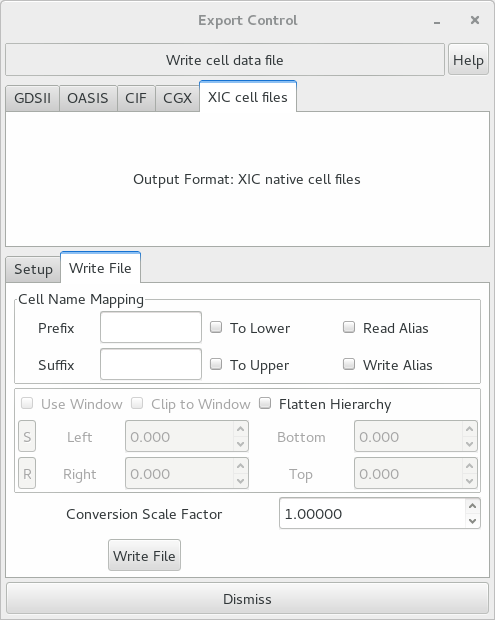 Export Control
Write cell data file Help
GDSII OASIS CIF CGX XIC cell files
Output Format: XIC native cell files
Setup Write File
Cell Name Mapping
Prefix To Lower Read Alias
Suffix To Upper Write Alias
Use Window Clip to Window Flatten Hierarchy
S Left 0.000 Bottom 0.000
R Right 0.000 Top 0.000
Conversion Scale Factor 1.00000
Write File
Dismiss